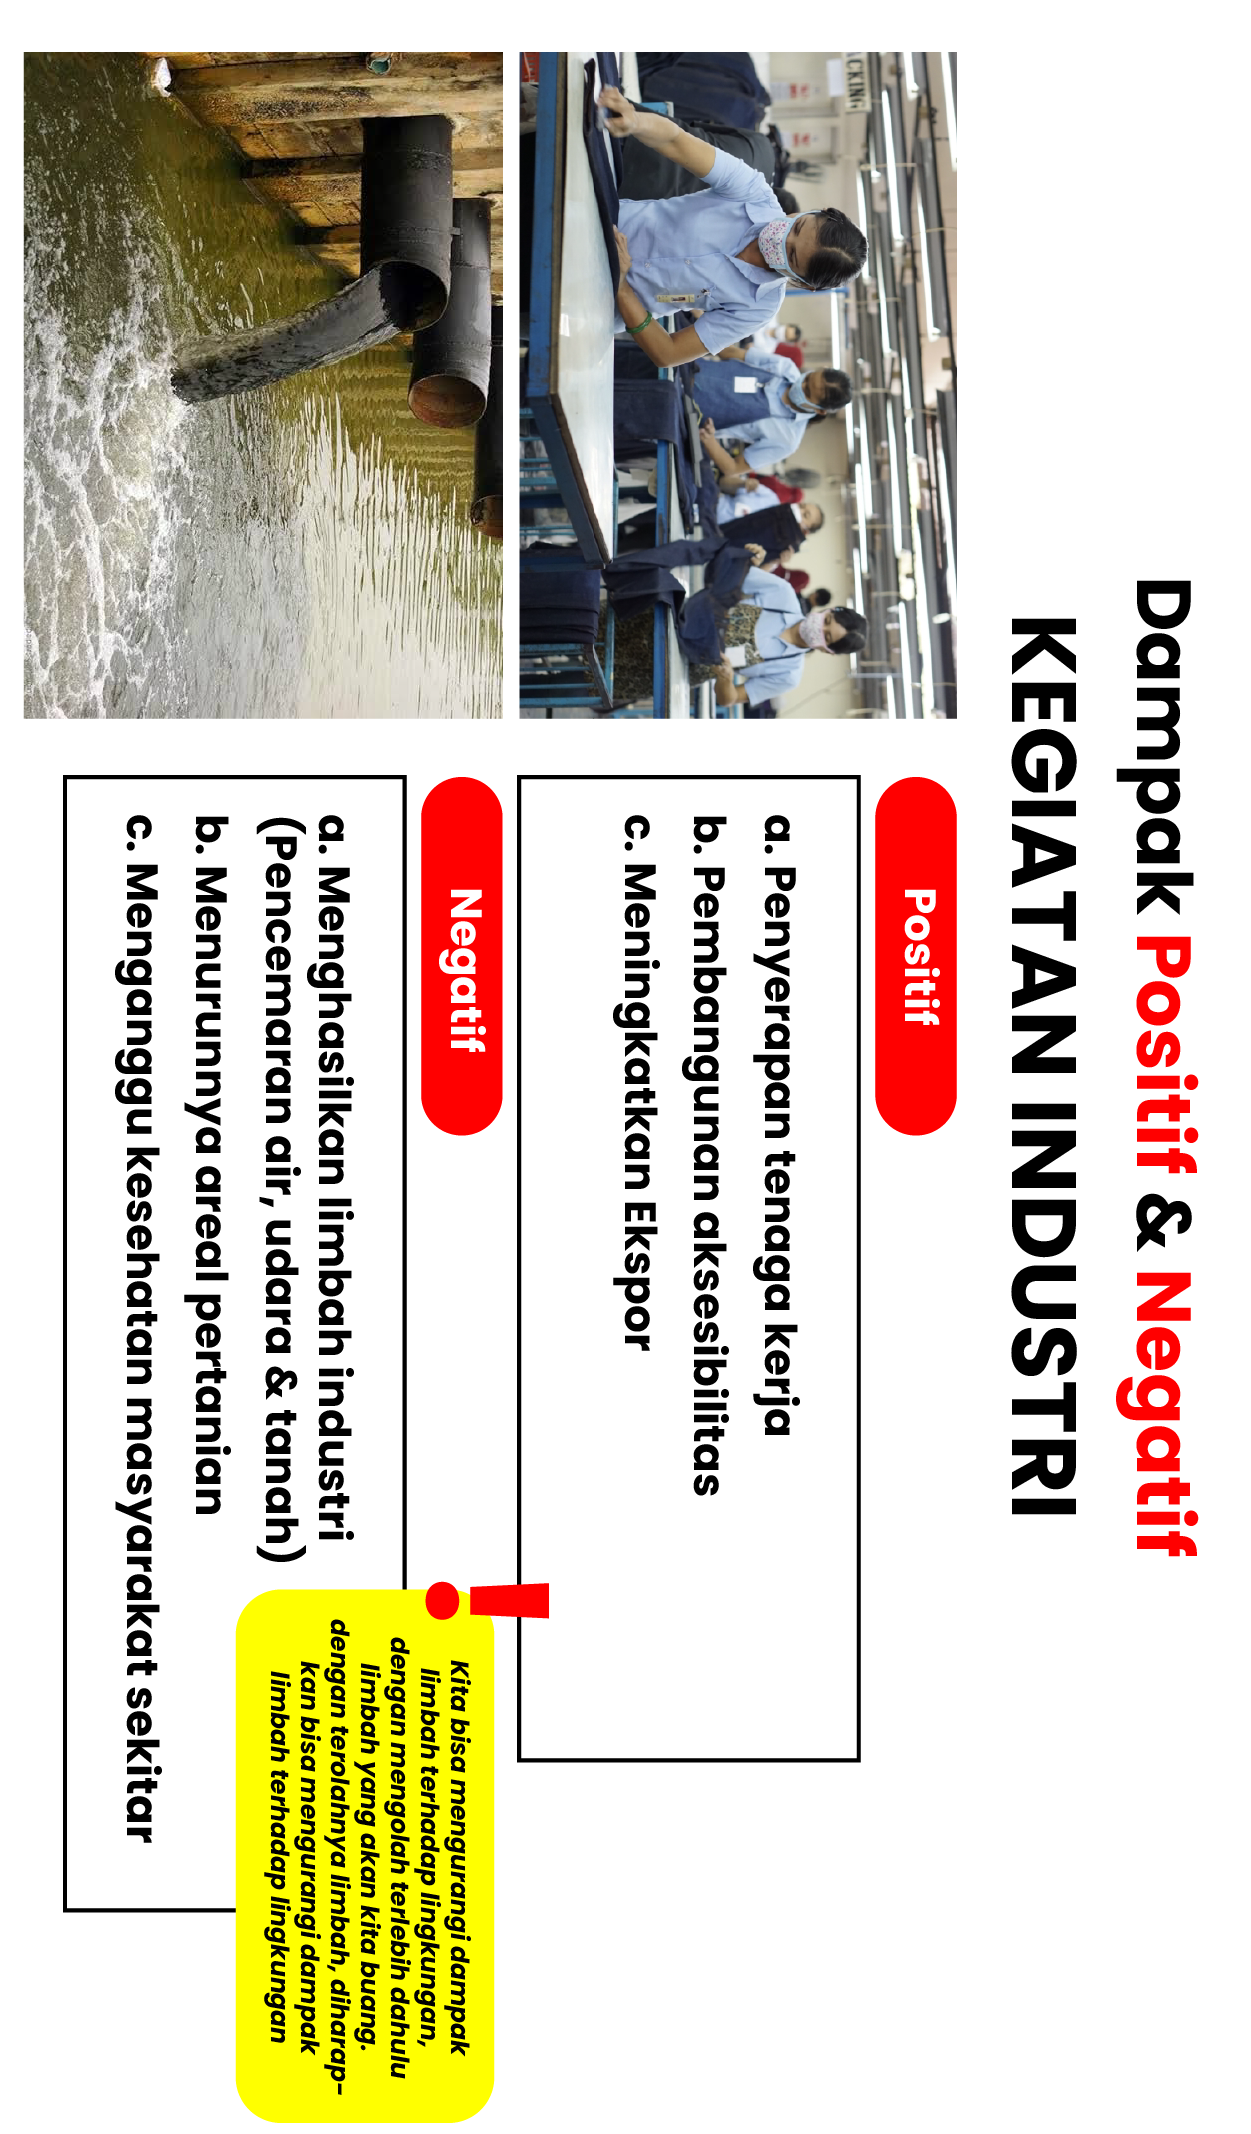 Dampak Positif & Negatif
KEGIATAN INDUSTRI
CKING
Positif
a. Penyerapan tenaga kerja
b. Pembangunan aksesibilitas
c. Meningkatkan Ekspor
Negatif
a. Menghasilkan limbah industri
(Pencemaran air, udara & tanah)
b. Menurunnya areal pertanian
c. Menganggu kesehatan masyarakat sekitar
!
Kita bisa mengurangi dampak
limbah terhadap lingkungan,
dengan mengolah terlebih dahulu
limbah yang akan kita buang.
dengan terolahnya limbah, diharap-
kan bisa mengurangi dampak
limbah terhadap lingkungan